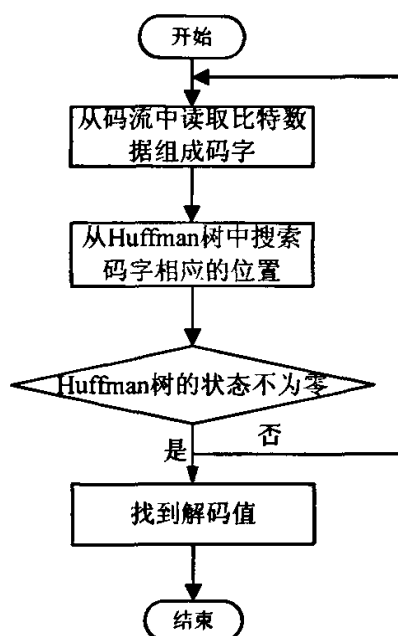 开始
从码流中读取比特数
据组成码字
从Huffman树中搜索
码字相应的位置
Huffman树的状态不为零
是
否
找到解码值
结束